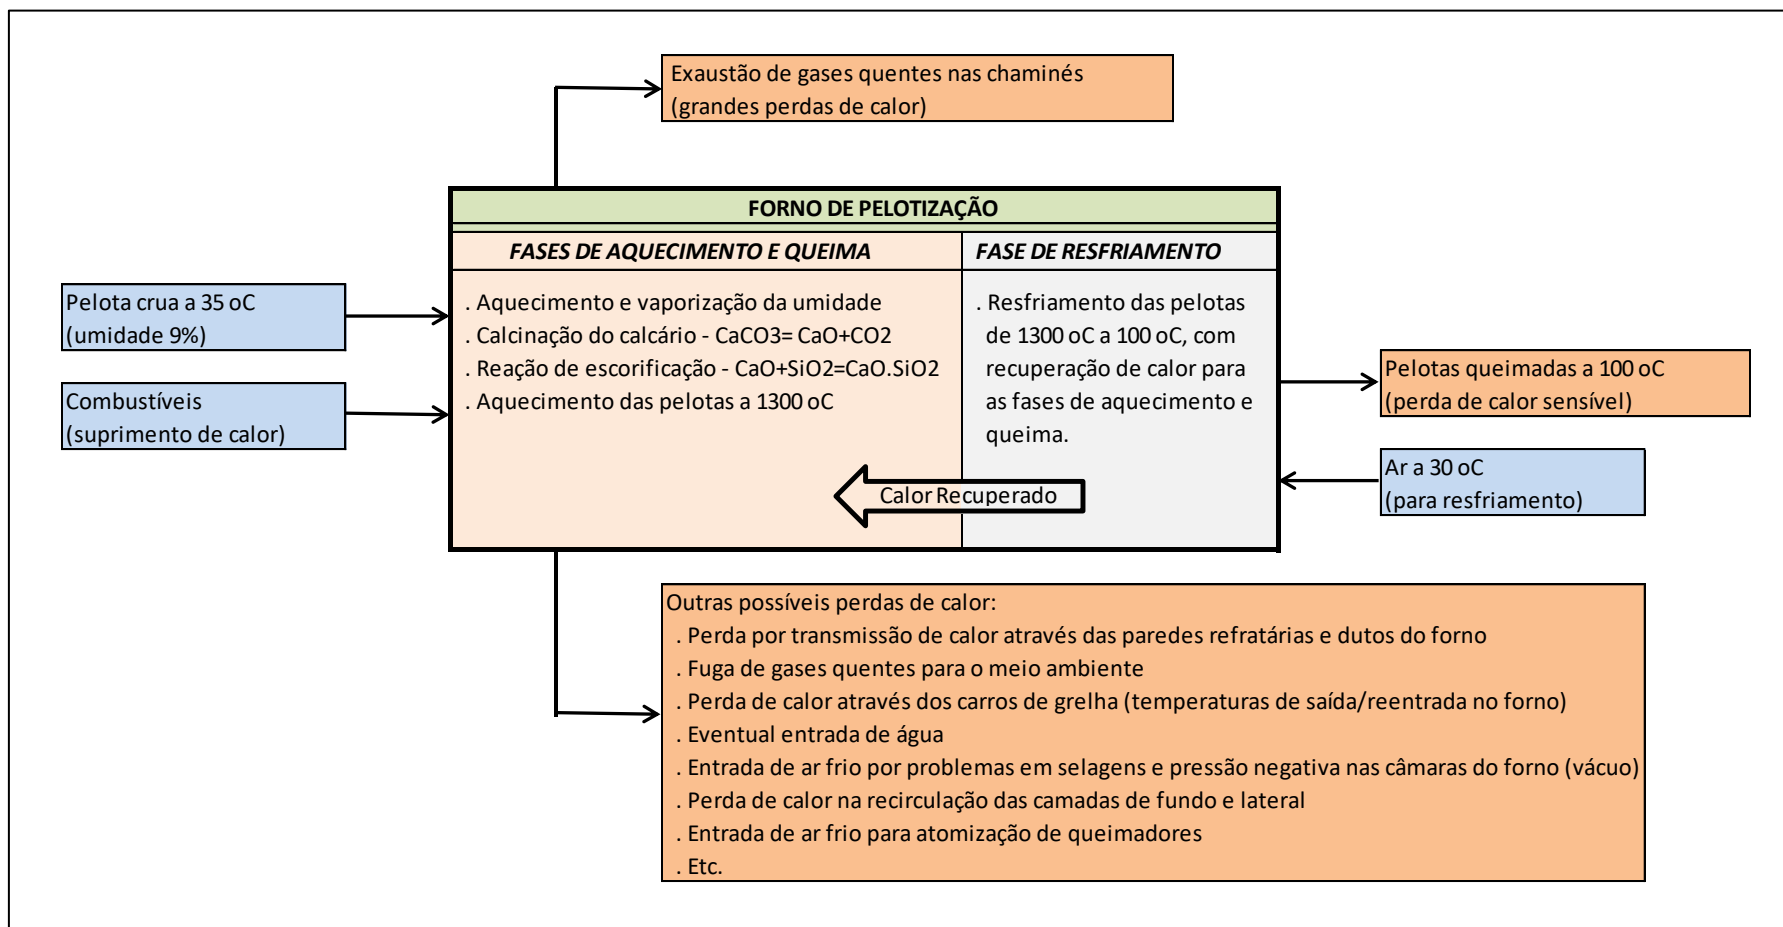 Exaustão de gases quentes nas chaminés
(grandes perdas de calor)
FORNO DE PELOTIZAÇÃO
FASES DE AQUECIMENTO E QUEIMA
FASE DE RESFRIAMENTO
Pelota crua a 35 oC
(umidade 9%)
Combustíveis
(suprimento de calor)
. Aquecimento e vaporização da umidade
. Calcinação do calcário - CaCO3= CaO+CO2
. Reação de escorificação - CaO+SiO2=CaO.SiO2
. Aquecimento das pelotas a 1300 oC
. Resfriamento das pelotas
de 1300 oC a 100 oC, com
recuperação de calor para
as fases de aquecimento e
queima.
Calor Recuperado
Pelotas queimadas a 100 oC
(perda de calor sensível)
Ar a 30 oC
(para resfriamento)
Outras possíveis perdas de calor:
. Perda por transmissão de calor através das paredes refratárias e dutos do forno
. Fuga de gases quentes para o meio ambiente
. Perda de calor através dos carros de grelha (temperaturas de saída/reentrada no forno)
. Eventual entrada de água
. Entrada de ar frio por problemas em selagens e pressão negativa nas câmaras do forno (vácuo)
. Perda de calor na recirculação das camadas de fundo e lateral
. Entrada de ar frio para atomização de queimadores
. Etc.